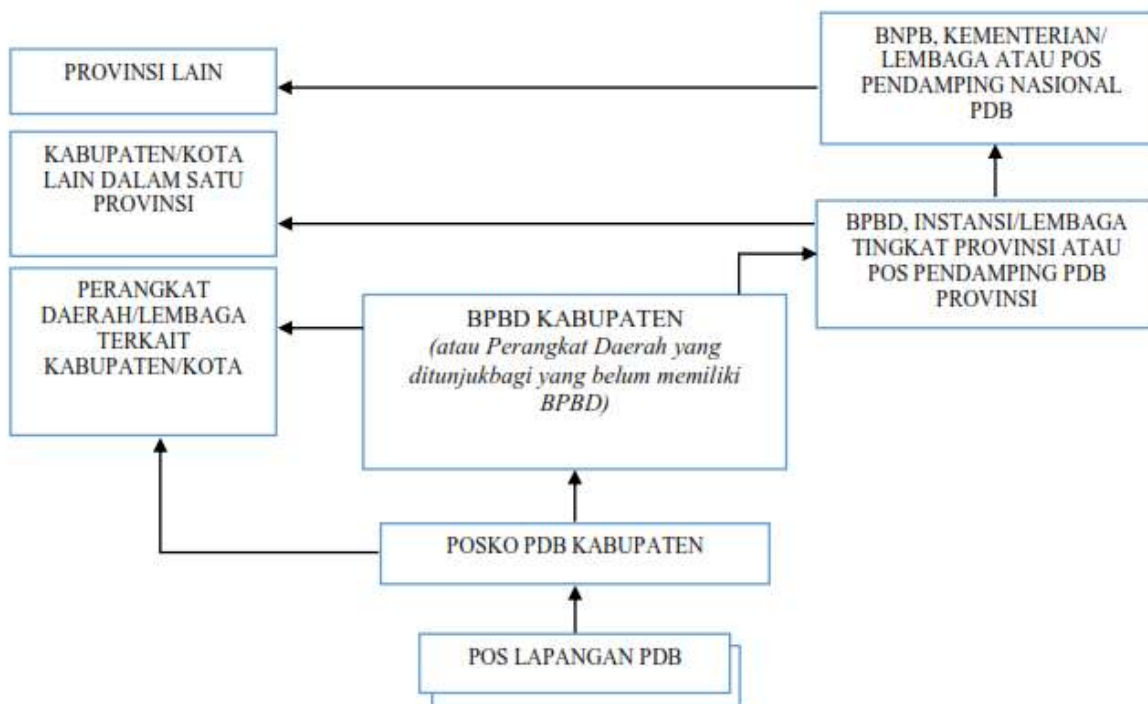 PROVINSI LAIN
BNPB, KEMENTERIAN/
LEMBAGA ATAU POS
PENDAMPING NASIONAL
PDB
KABUPATEN/KOTA
LAIN DALAM SATU
PROVINSI
BPBD, INSTANSI/LEMBAGA
TINGKAT PROVINSI ATAU
POS PENDAMPING PDB
PROVINSI
PERANGKAT
DAERAH/LEMBAGA
TERKAIT
KABUPATEN/KOTA
BPBD KABUPATEN
(atau Perangkat Daerah yang
ditunjukbagi yang belum memiliki
BPBD)
POSKO PDB KABUPATEN
POS LAPANGAN PDB